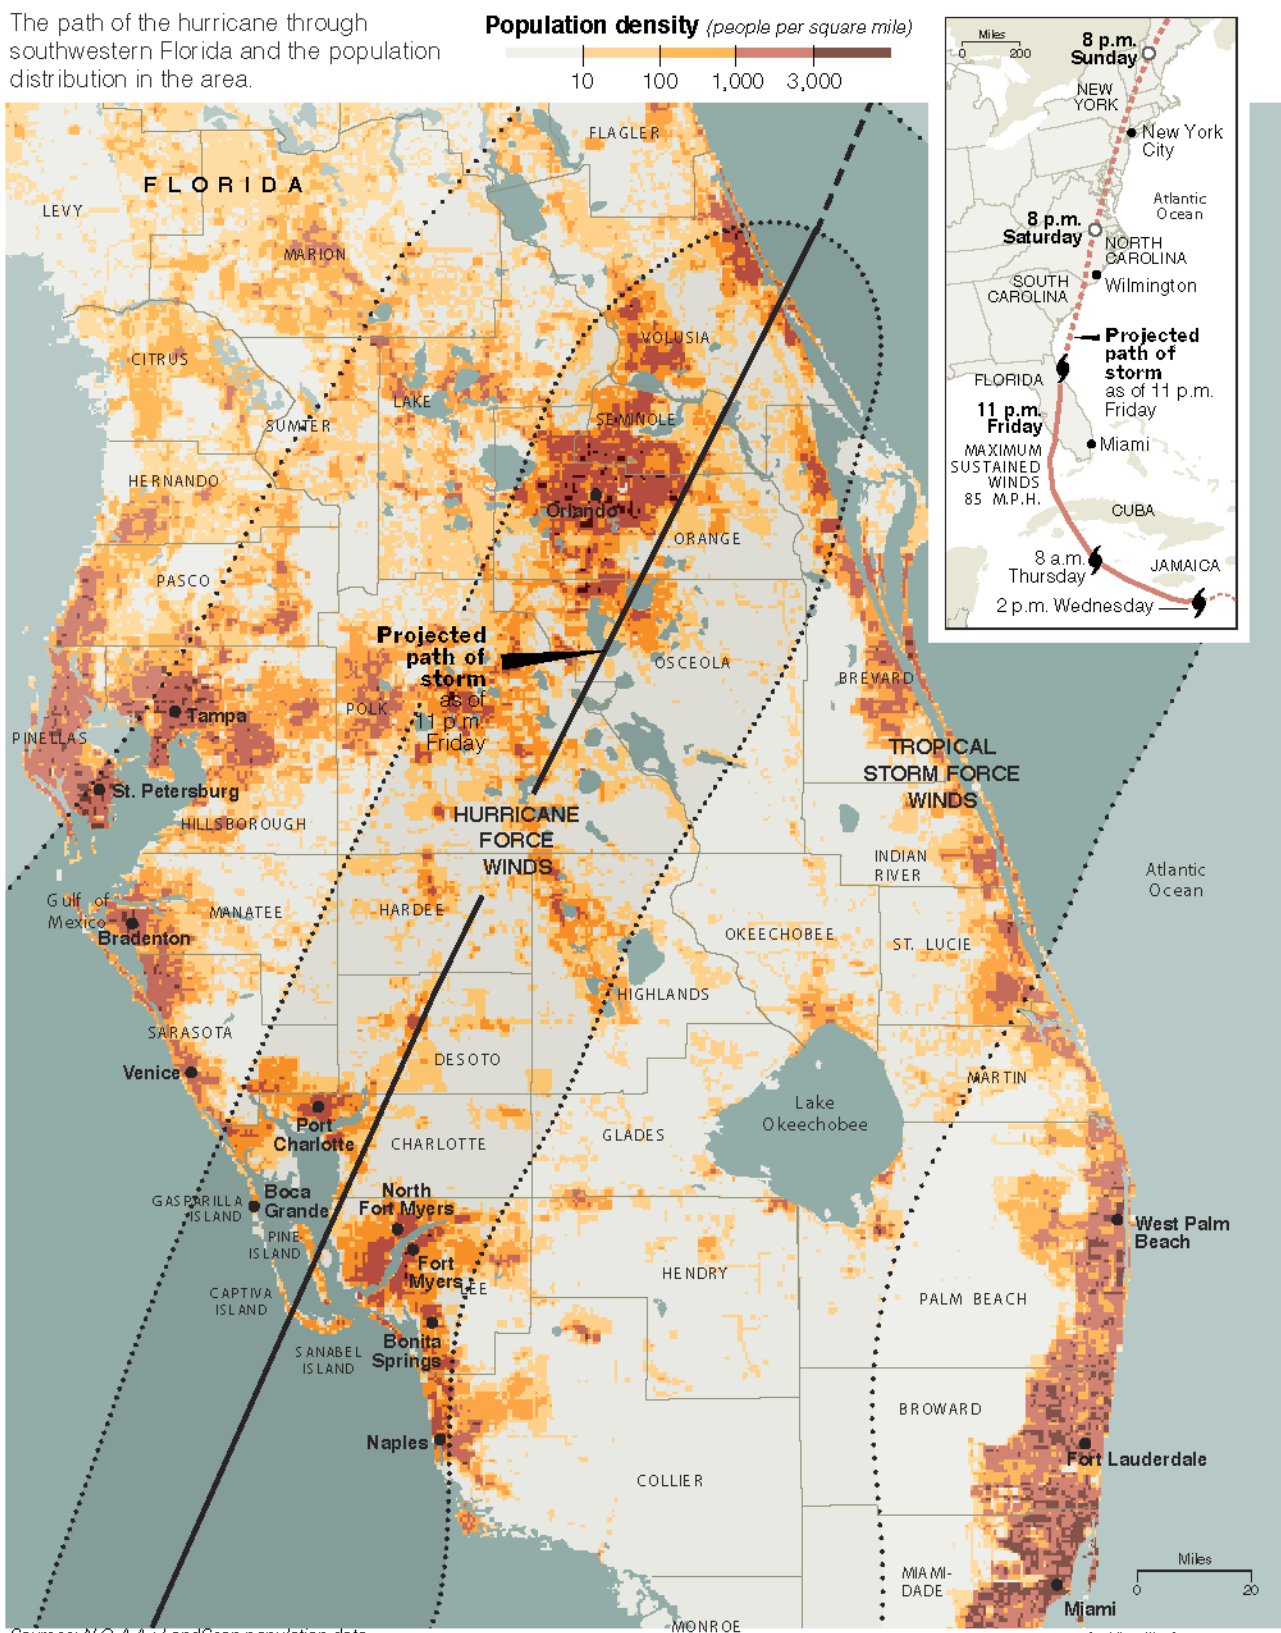 The path of the hurricane through
southwestern Florida and the population
distribution in the area.
Population density (people per square mile)
10 100 1,000 3,000
Miles
0 200
8 p.m.
Sunday
NEW
YORK
New York
City
Atlantic
Ocean
8 p.m.
Saturday
NORTH
CAROLINA
SOUTH
CAROLINA
Wilmington
Projected
path of
storm
as of 11 p.m.
Friday
FLORIDA
11 p.m.
Friday
MAXIMUM
SUSTAINED
WINDS
85 M.P.H.
Miami
CUBA
8 a.m.
Thursday
JAMAICA
2 p.m. Wednesday
FLAGLER
FLORIDA
LEVY
MARION
VOLUSIA
CITRUS
LAKE
SEMINOLE
SUMTER
HERNANDO
Orlando
ORANGE
PASCO
Projected
path of
storm
as of
11 p.m.
Friday
OSCEOLA
BREVARD
POLK
Tampa
PINELLAS
TROPICAL
STORM FORCE
WINDS
St. Petersburg
HILLSBOROUGH
HURRICANE
FORCE
WINDS
INDIAN
RIVER
Atlantic
Ocean
Gulf of
Mexico
MANATEE
HARDEE
Bradenton
OKEECHOBEE
ST. LUCIE
HIGHLANDS
SARASOTA
DESOTO
Venice
MARTIN
Lake
Okeechobee
Port
Charlotte
CHARLOTTE
GLADES
GASPARILLA
ISLAND
Boca
Grande
North
Fort Myers
West Palm
Beach
PINE
ISLAND
Fort
Myers
LEE
HENDRY
CAPTIVA
ISLAND
PALM BEACH
SANABEL
ISLAND
Bonita
Springs
BROWARD
Naples
Fort Lauderdale
COLLIER
MIAMI-
DADE
Miles
0 20
Miami
MONROE